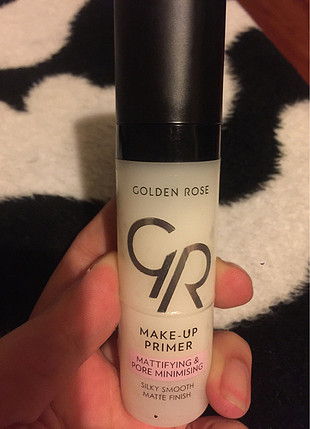 GOLDEN ROSE
GR
MAKE-UP
PRIMER
MATTIFYING &
PORE MINIMISING
SILKY SMOOTH
MATTE FINISH